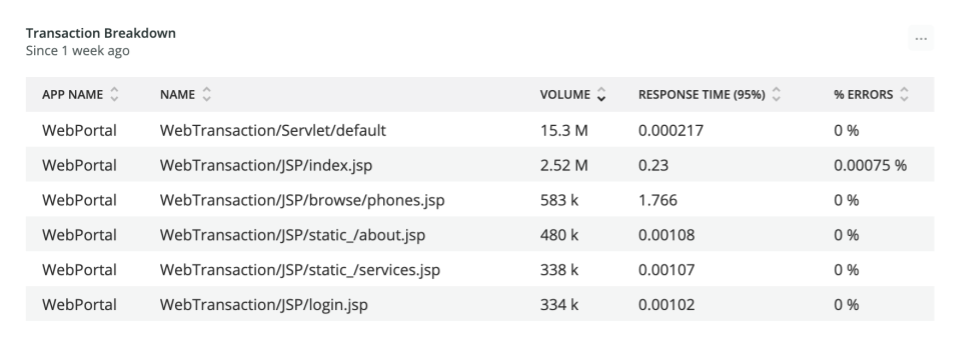 Transaction Breakdown
Since 1 week ago
...
APP NAME NAME VOLUME RESPONSE TIME (95%) % ERRORS
WebPortal WebTransaction/Servlet/default 15.3 M 0.000217 0 %
WebPortal WebTransaction/JSP/index.jsp 2.52 M 0.23 0.00075 %
WebPortal WebTransaction/JSP/browse/phones.jsp 583 k 1.766 0 %
WebPortal WebTransaction/JSP/static_/about.jsp 480 k 0.00108 0 %
WebPortal WebTransaction/JSP/static_/services.jsp 338 k 0.00107 0 %
WebPortal WebTransaction/JSP/login.jsp 334 k 0.00102 0 %